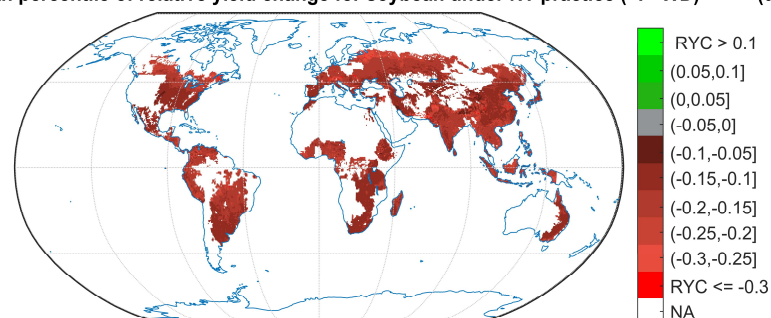 percentile of relative yield change for soybean under NT practice
RYC > 0.1
(0.05,0.1]
(0,0.05]
(-0.05,0]
(-0.1,-0.05]
(-0.15,-0.1]
(-0.2,-0.15]
(-0.25,-0.2]
(-0.3,-0.25]
RYC <= -0.3
NA